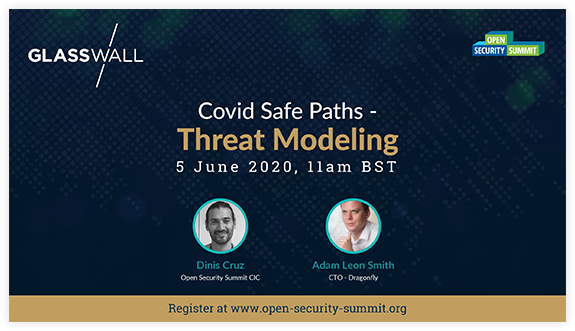 GLASSWALL
OPEN
SECURITY SUMMIT
Covid Safe Paths -
Threat Modeling
5 June 2020, 11am BST
Dinis Cruz
Open Security Summit CIC
Adam Leon Smith
CTO - Dragonfly
Register at www.open-security-summit.org